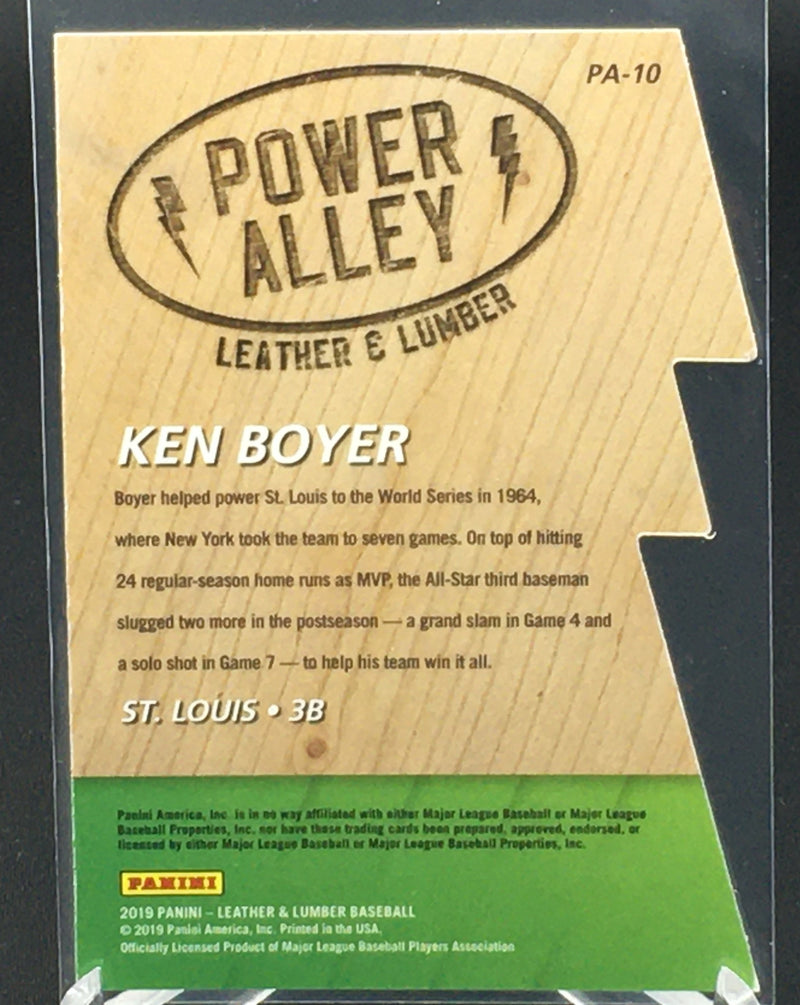 PA-10
POWER
ALLEY
LEATHER & LUMBER
KEN BOYER
Boyer helped power St. Louis to the World Series in 1964,
where New York took the team to seven games. On top of hitting
24 regular-season home runs as MVP, the All-Star third baseman
slugged two more in the postseason — a grand slam in Game 4 and
a solo shot in Game 7 — to help his team win it all.
ST. LOUIS • 3B
Panini America, Inc. is in no way affiliated with either Major League Baseball or Major League
Baseball Properties, Inc. nor have these trading cards been prepared, approved, endorsed, or
licensed by either Major League Baseball or Major League Baseball Properties, Inc.
PANINI
2019 PANINI – LEATHER & LUMBER BASEBALL
© 2019 Panini America, Inc. Printed in the USA.
Officially Licensed Product of Major League Baseball Players Association